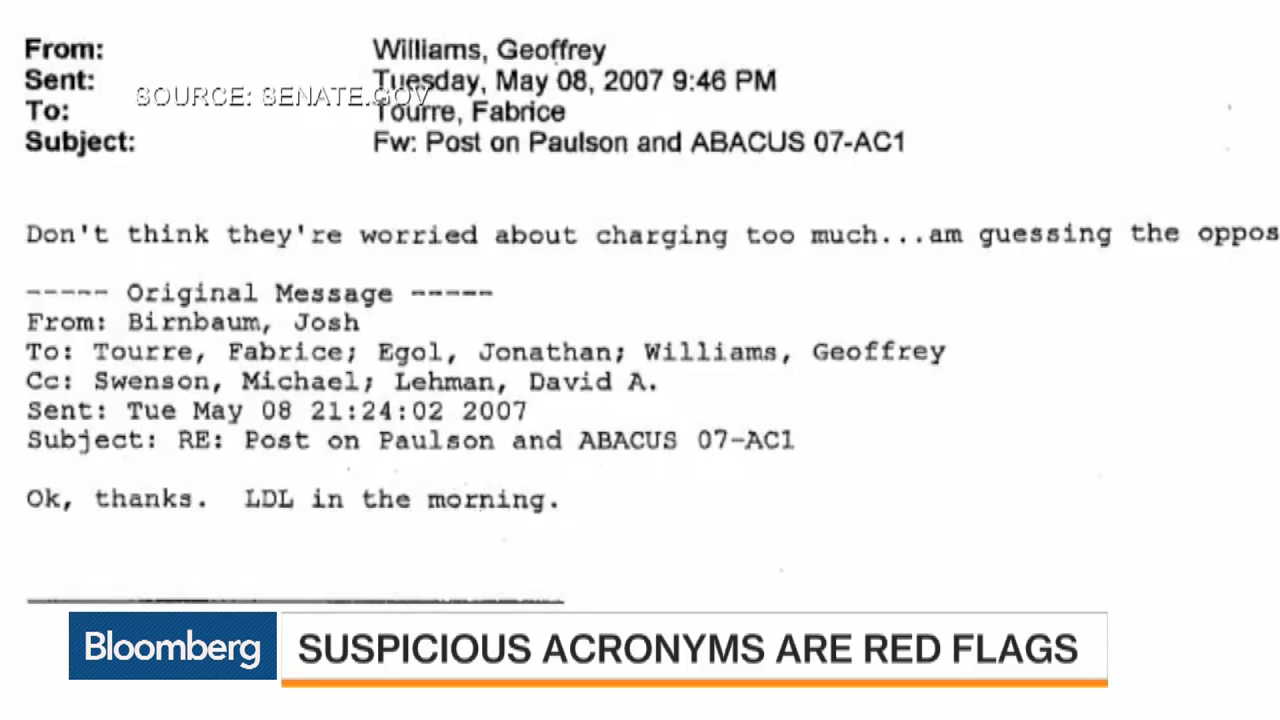 From: Williams, Geoffrey
Sent: Tuesday, May 08, 2007 9:46 PM
SOURCE: SENATE.GOV
To: Tourre, Fabrice
Subject: Fw: Post on Paulson and ABACUS 07-AC1
Don't think they're worried about charging too much...am guessing the oppos
----- Original Message -----
From: Birnbaum, Josh
To: Tourre, Fabrice; Egol, Jonathan; Williams, Geoffrey
Cc: Swenson, Michael; Lehman, David A.
Sent: Tue May 08 21:24:02 2007
Subject: RE: Post on Paulson and ABACUS 07-AC1
Ok, thanks. LDL in the morning.
Bloomberg
SUSPICIOUS ACRONYMS ARE RED FLAGS